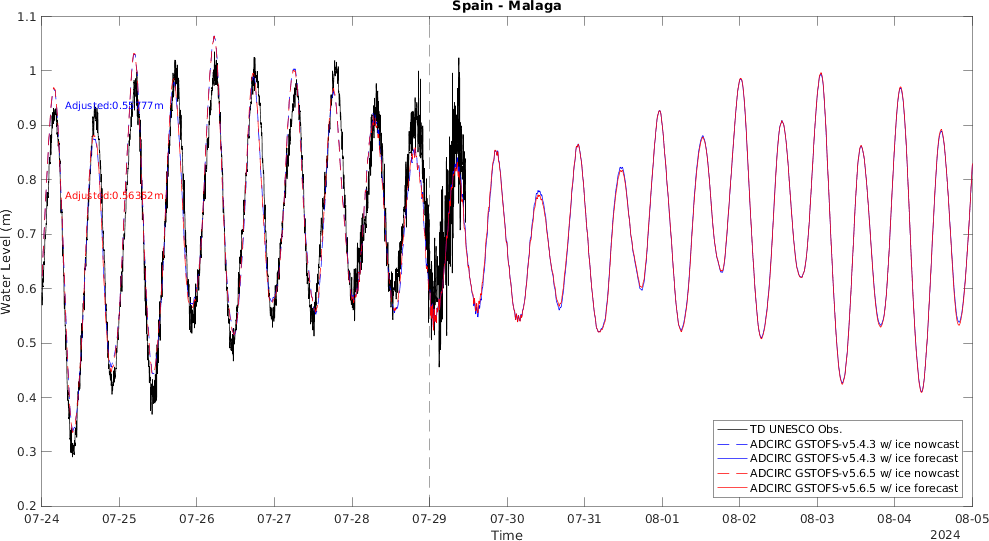 Spain - Malaga
1.1
1
0.9
0.8
0.7
0.6
0.5
0.4
0.3
0.2
Water Level (m)
Adjusted:0.56352m
07-24
07-25
07-26
07-27
07-28
07-29
07-30
07-31
08-01
08-02
08-03
08-04
08-05
Time
2024
TD UNESCO Obs.
ADCIRC GSTOFS-v5.4.3 w/ ice nowcast
ADCIRC GSTOFS-v5.4.3 w/ ice forecast
ADCIRC GSTOFS-v5.6.5 w/ ice nowcast
ADCIRC GSTOFS-v5.6.5 w/ ice forecast